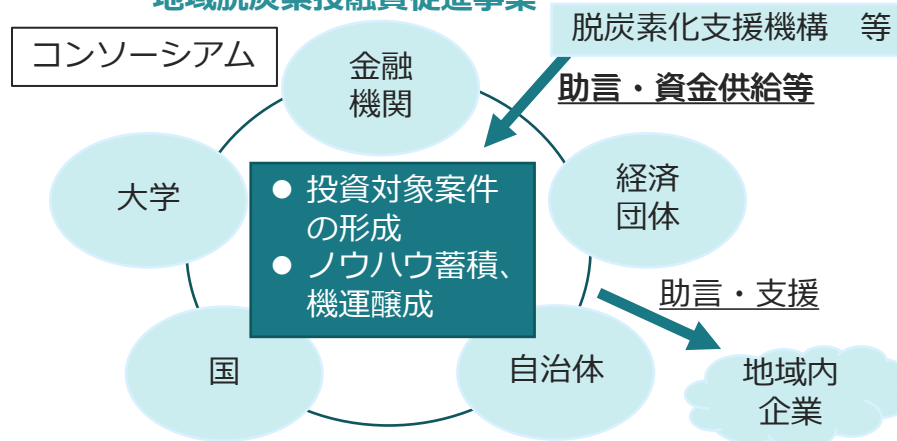 地域脱炭素投融資促進事業
コンソーシアム
脱炭素化支援機構　等
助言・資金供給等
金融
機関
大学
経済
団体
● 投資対象案件
の形成
● ノウハウ蓄積、
機運醸成
助言・支援
国
自治体
地域内
企業